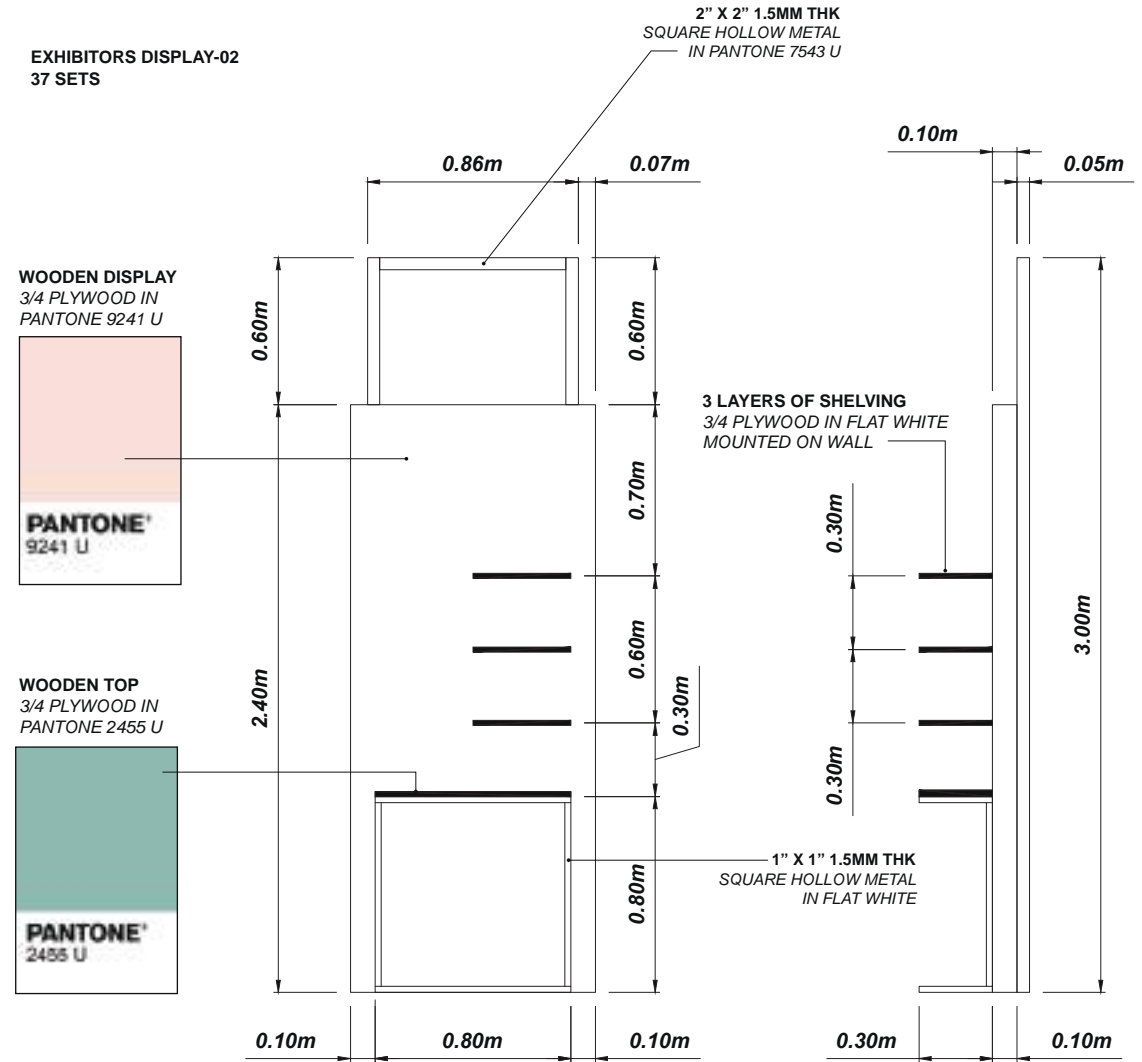 EXHIBITORS DISPLAY-02
37 SETS
2” X 2” 1.5MM THK
SQUARE HOLLOW METAL
IN PANTONE 7543 U
0.10m
0.86m
0.07m
0.05m
WOODEN DISPLAY
3/4 PLYWOOD IN
PANTONE 9241 U
PANTONE®
9241 U
0.60m
0.60m
3 LAYERS OF SHELVING
3/4 PLYWOOD IN FLAT WHITE
MOUNTED ON WALL
0.70m
0.30m
3.00m
0.60m
2.40m
0.30m
0.30m
WOODEN TOP
3/4 PLYWOOD IN
PANTONE 2455 U
PANTONE®
2455 U
1” X 1” 1.5MM THK
SQUARE HOLLOW METAL
IN FLAT WHITE
0.80m
0.10m
0.80m
0.10m
0.30m
0.10m